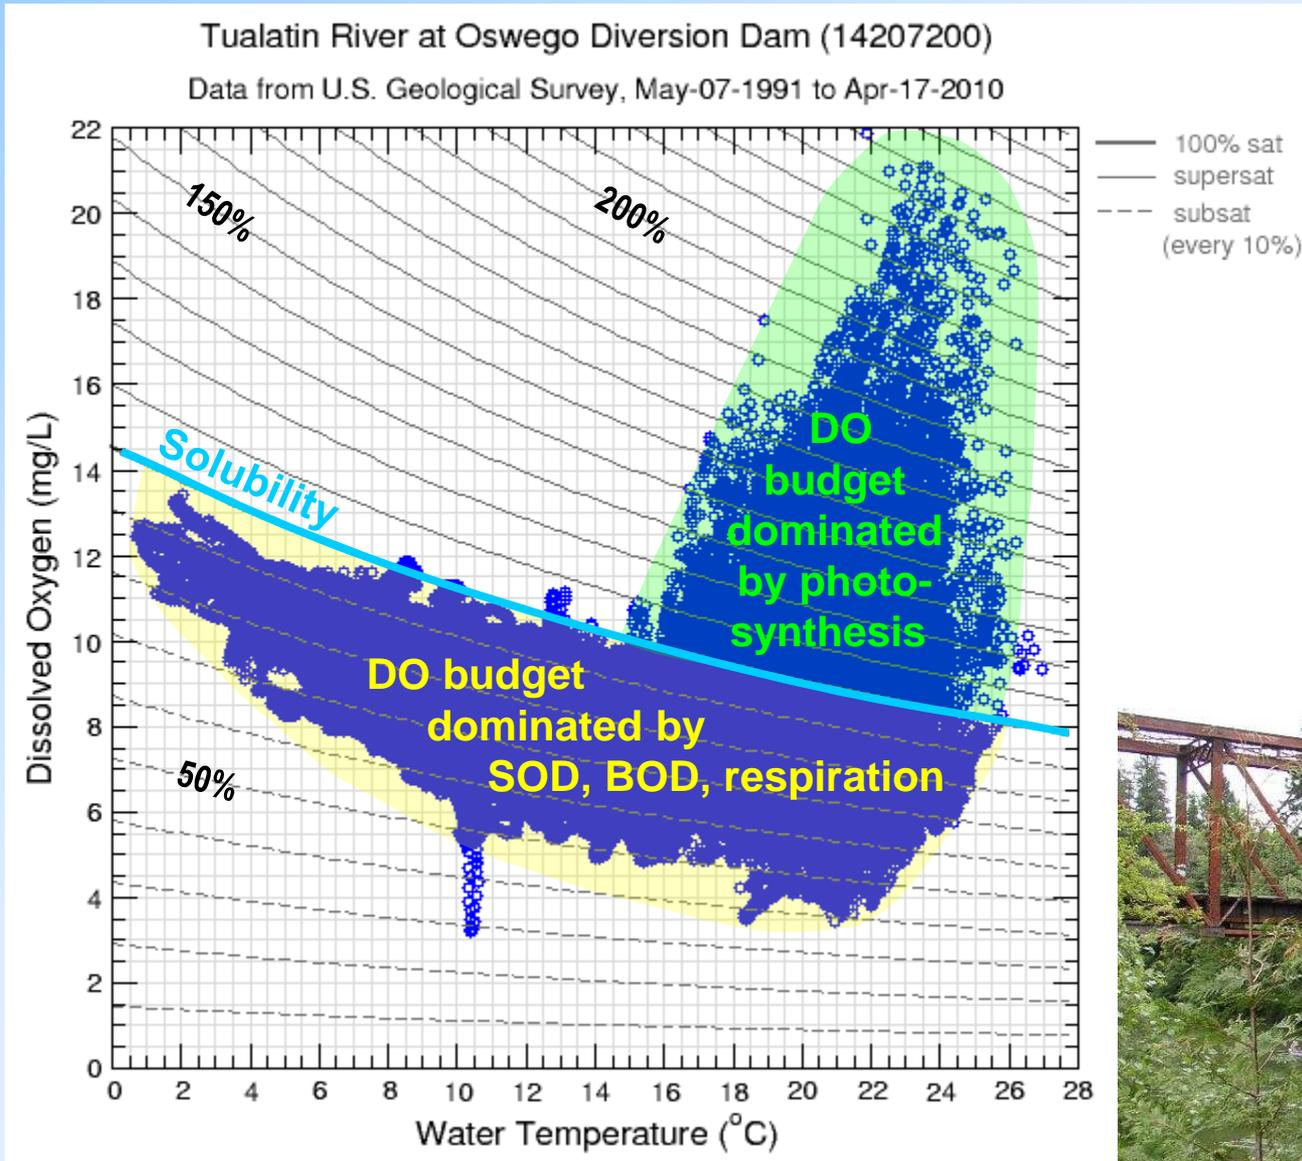 Tualatin River at Oswego Diversion Dam (14207200)
Data from U.S. Geological Survey, May-07-1991 to Apr-17-2010
100% sat
supersat
subsat
(every 10%)
22
20
18
16
14
12
10
8
6
4
2
0
Dissolved Oxygen (mg/L)
150%
200%
Solubility
DO
budget
dominated
by photo-
synthesis
DO budget
dominated by
SOD, BOD, respiration
50%
0 2 4 6 8 10 12 14 16 18 20 22 24 26 28
Water Temperature (°C)